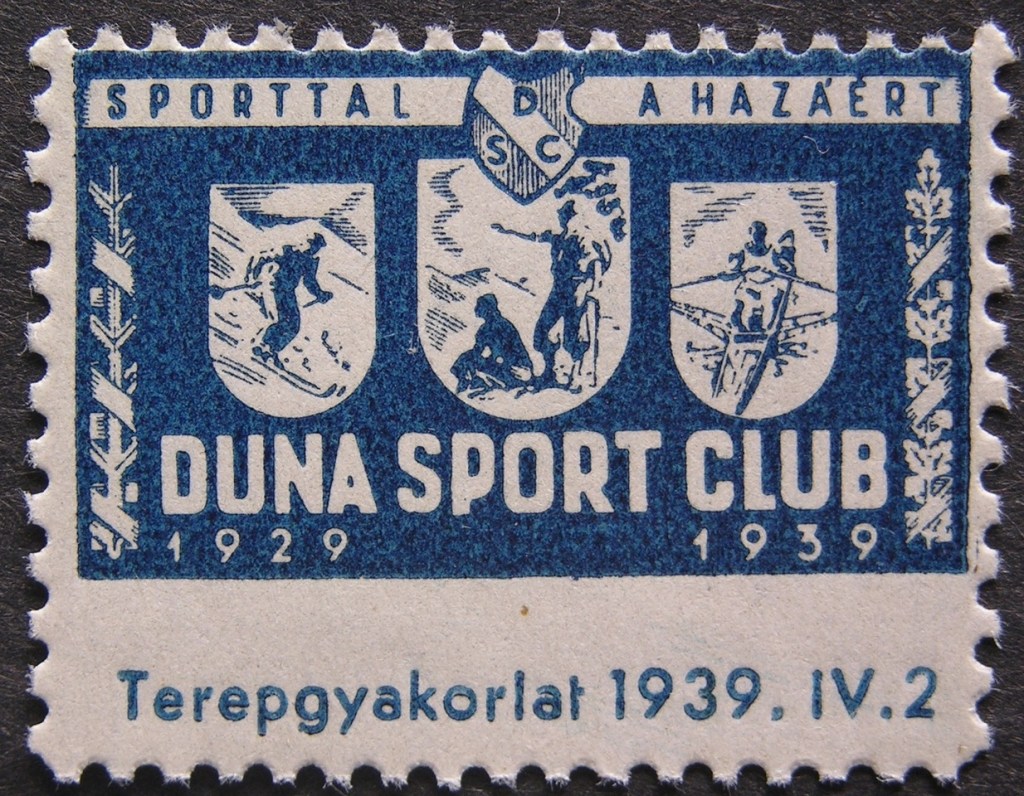 SPORTTAL A HAZÁÉRT
D
S C
DUNA SPORT CLUB
1929 1939
Terepgyakorlat 1939. IV. 2